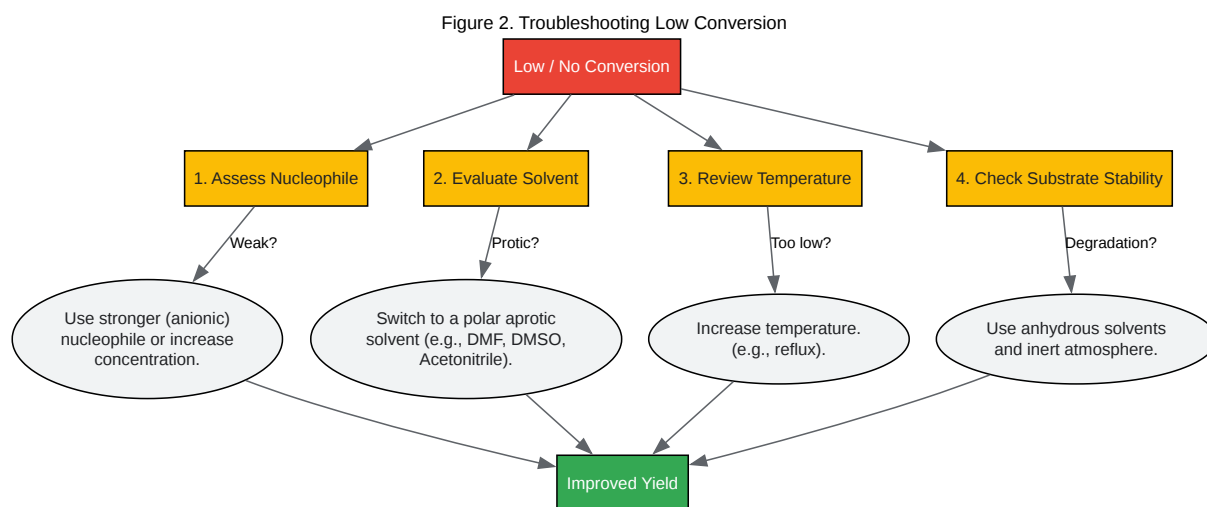 Figure 2. Troubleshooting Low Conversion
Low / No Conversion
1. Assess Nucleophile
2. Evaluate Solvent
3. Review Temperature
4. Check Substrate Stability
Weak?
Protic?
Too low?
Degradation?
Use stronger (anionic)
nucleophile or increase
concentration.
Switch to a polar aprotic
solvent (e.g., DMF, DMSO,
Acetonitrile).
Increase temperature.
(e.g., reflux).
Use anhydrous solvents
and inert atmosphere.
Improved Yield